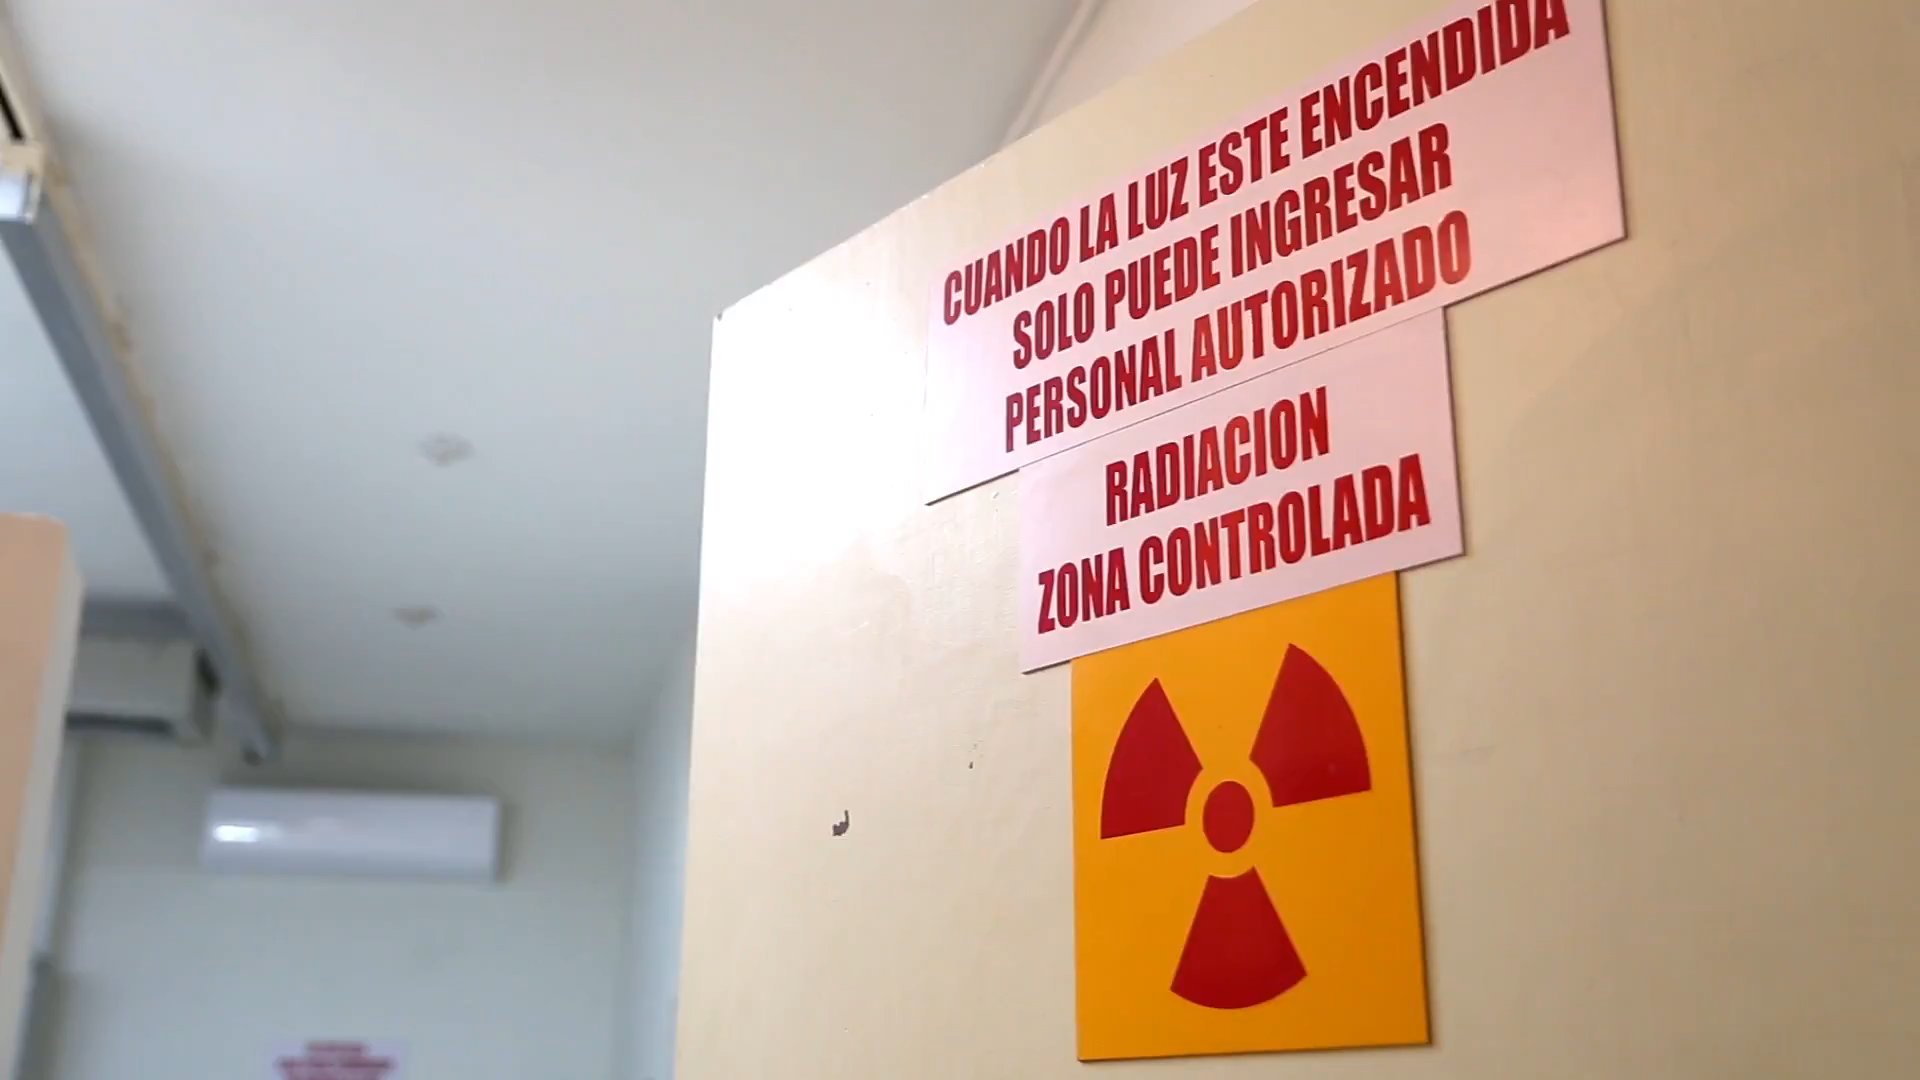 CUANDO LA LUZ ESTE ENCENDIDA
SOLO PUEDE INGRESAR
PERSONAL AUTORIZADO
RADIACION
ZONA CONTROLADA